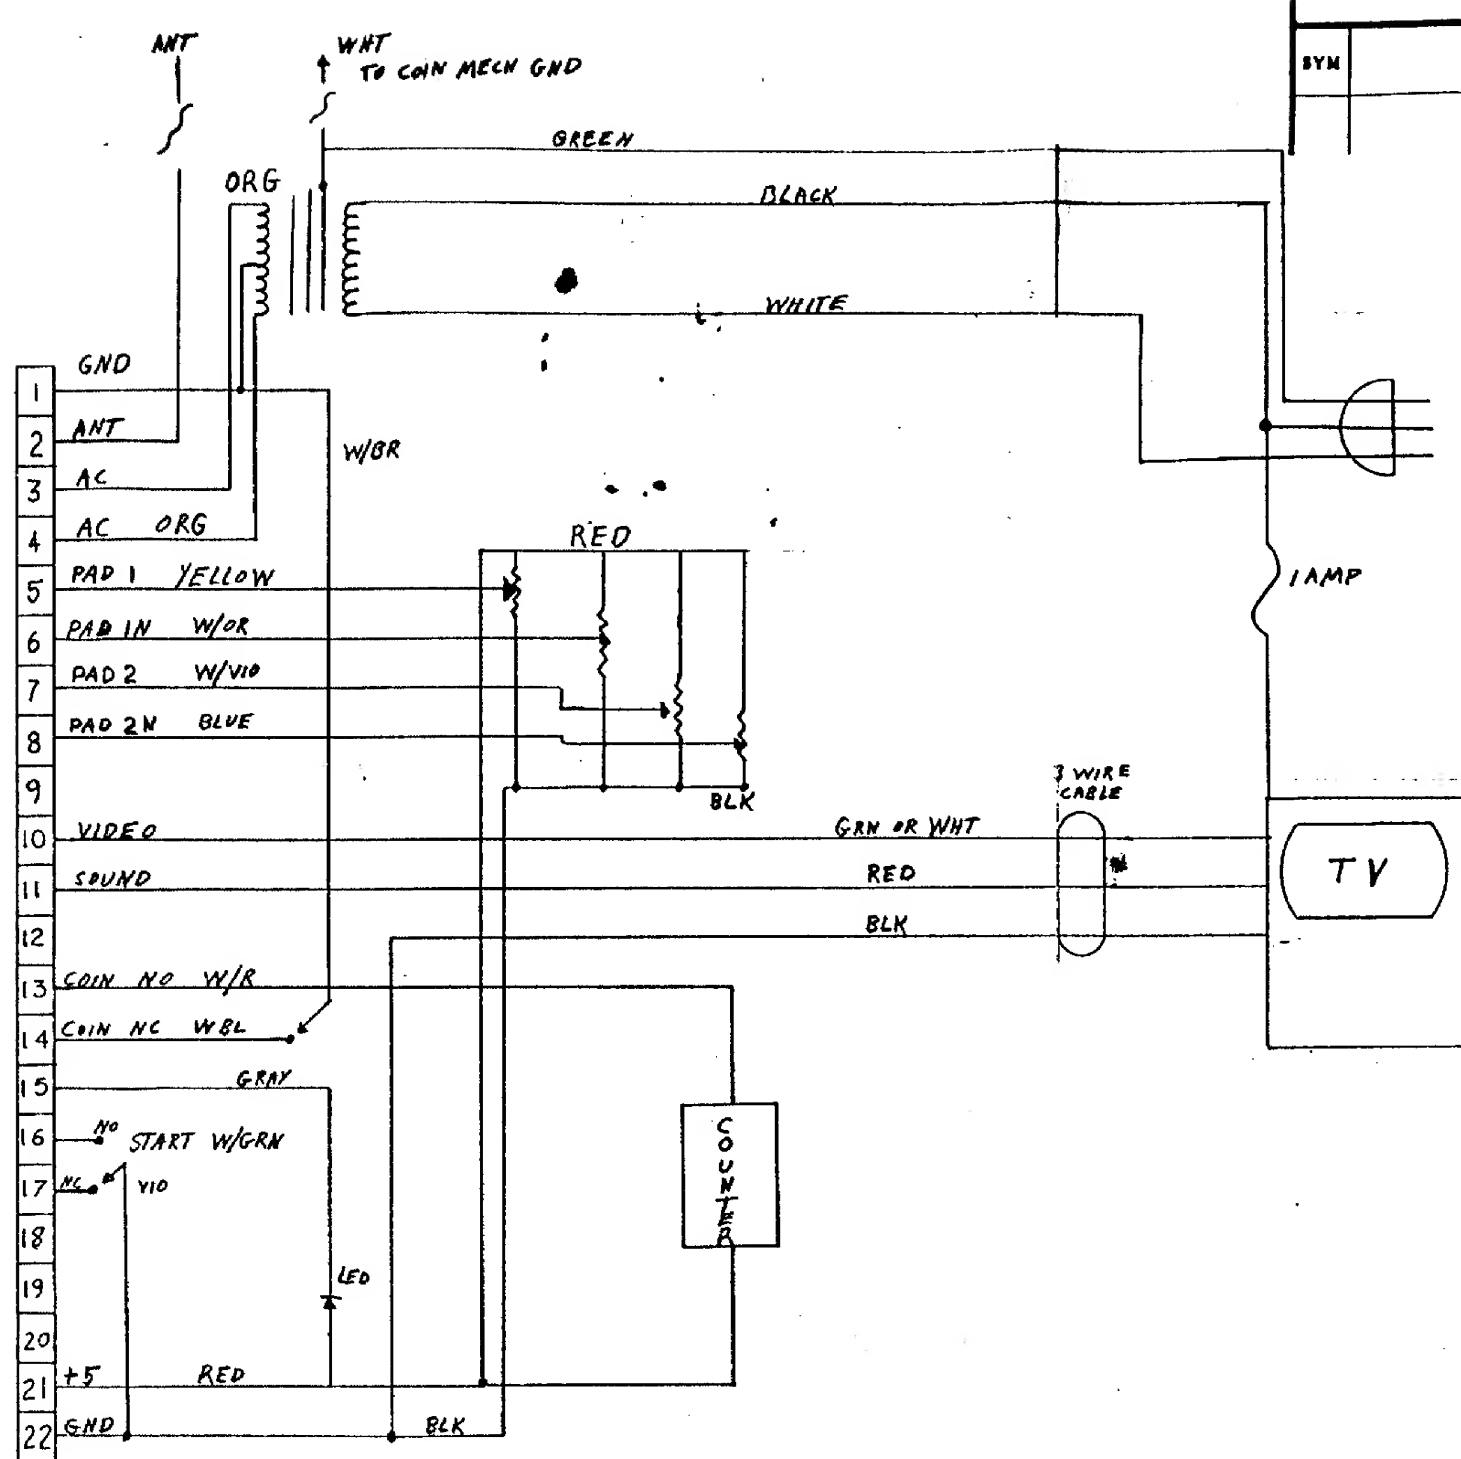 ANT
WHT
TO COIN MECH GND
SYM
GREEN
ORG
BLACK
WHITE
GND
1
W/BR
ANT
2
AC
3
AC ORG
4
RED
PAD 1 YELLOW
5
1 AMP
PAD 1N W/OR
6
PAD 2 W/VIO
7
PAD 2N BLUE
8
9
BLK
3 WIRE
CABLE
VIDEO
10
GRN OR WHT
SOUND
11
RED
TV
12
BLK
COIN NO W/R
13
COIN NC WBL
14
GRAY
15
NO
START W/GRN
16
NC
VIO
17
COUNTER
18
LED
19
20
+5 RED
21
GND BLK
22